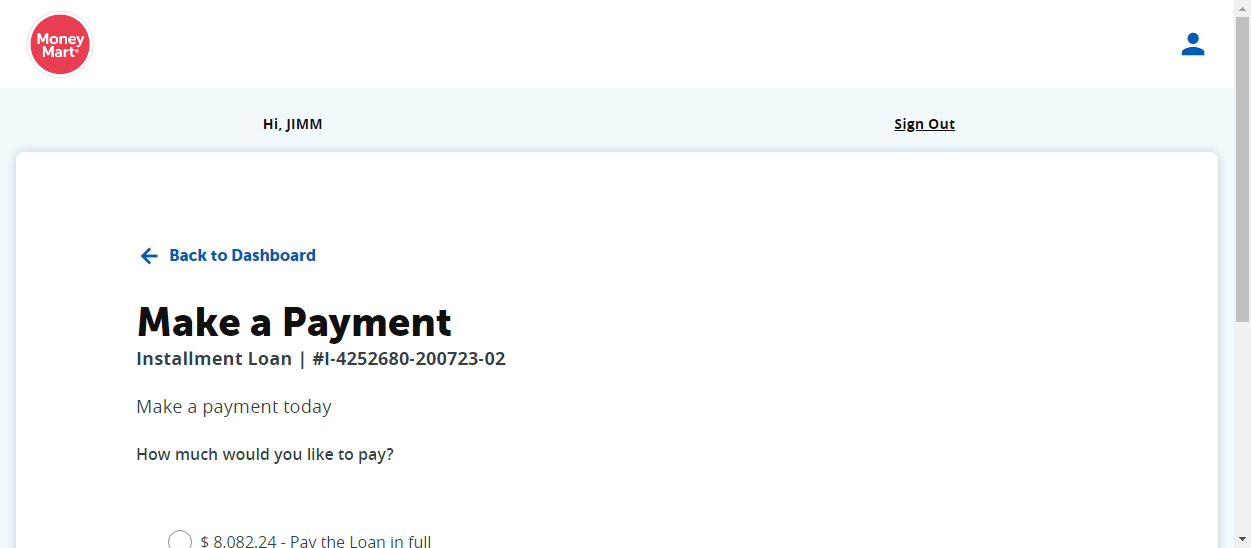 Money
Mart®
Hi, JIMM
Sign Out
Back to Dashboard
Make a Payment
Installment Loan | #I-4252680-200723-02
Make a payment today
How much would you like to pay?
$ 8,082.24 - Pay the Loan in full